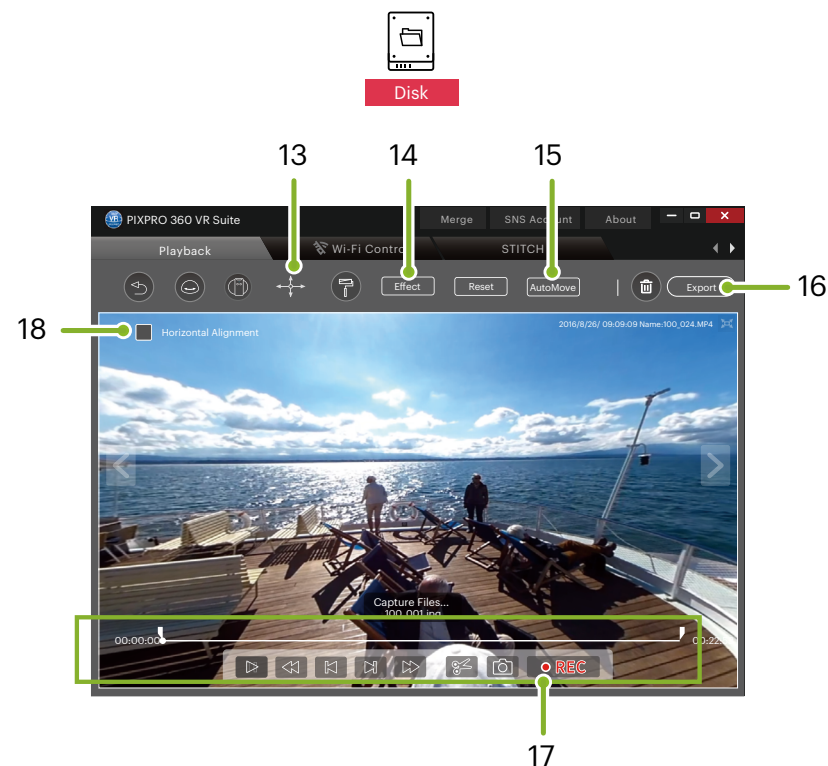 Disk
13
14
15
PIXPRO 360 VR Suite
Merge
SNS Account
About
Playback
Wi-Fi Control
STITCH
Effect
Reset
AutoMove
Export
16
18
Horizontal Alignment
2016/8/26/ 09:09:09 Name:100_024.MP4
Capture Files...
100_001.jpg
00:00:00
00:22:
REC
17